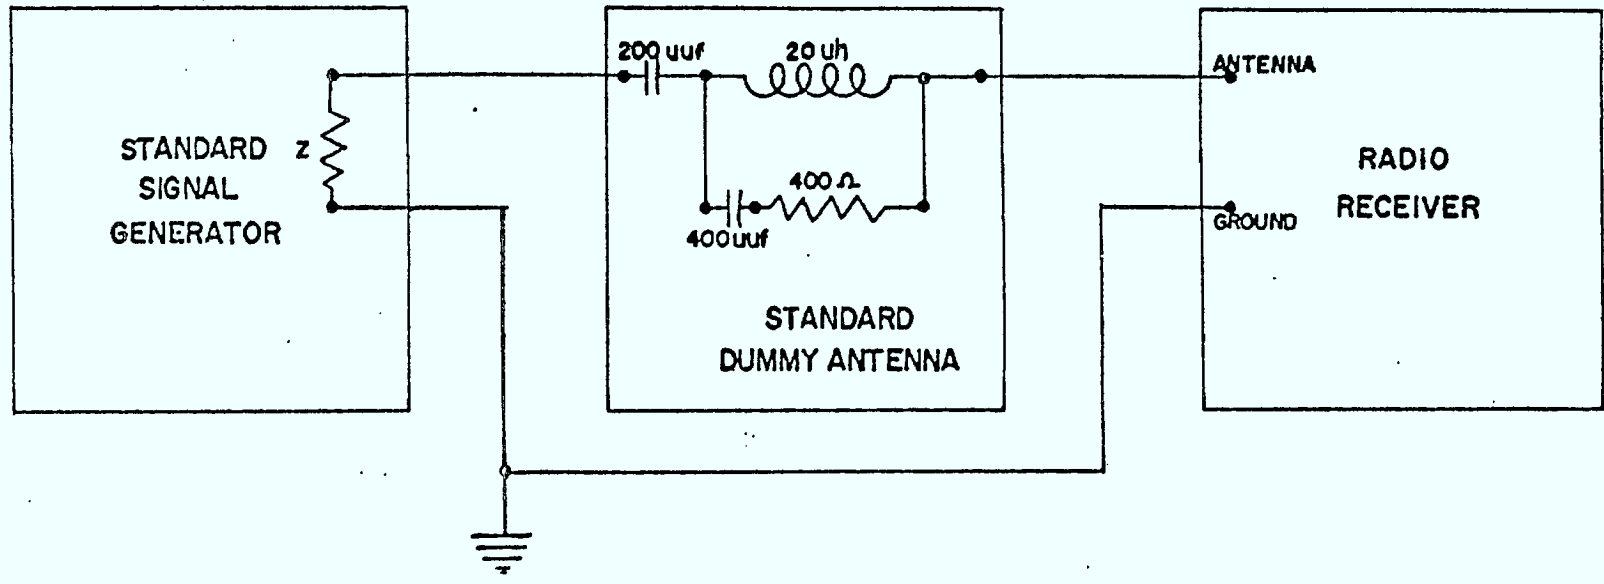 STANDARD
SIGNAL
GENERATOR
Z
200 uuf
20 uh
400 Ω
400 uuf
STANDARD
DUMMY ANTENNA
ANTENNA
GROUND
RADIO
RECEIVER